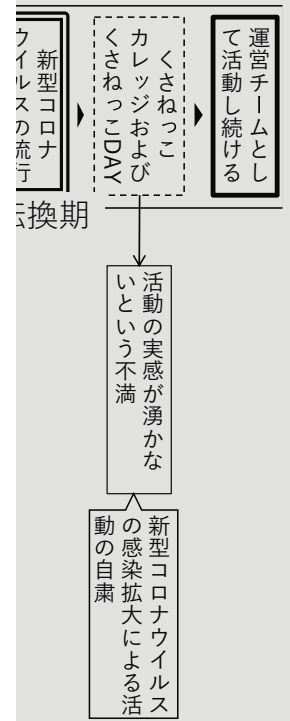 新型コロナ
ウイルスの流行
くさねっこ
カレッジおよび
くさねっこDAY
運営チームとし
て活動し続ける
転換期
活動の実感が湧かな
いという不満
新型コロナウイルス
の感染拡大による活
動の自粛